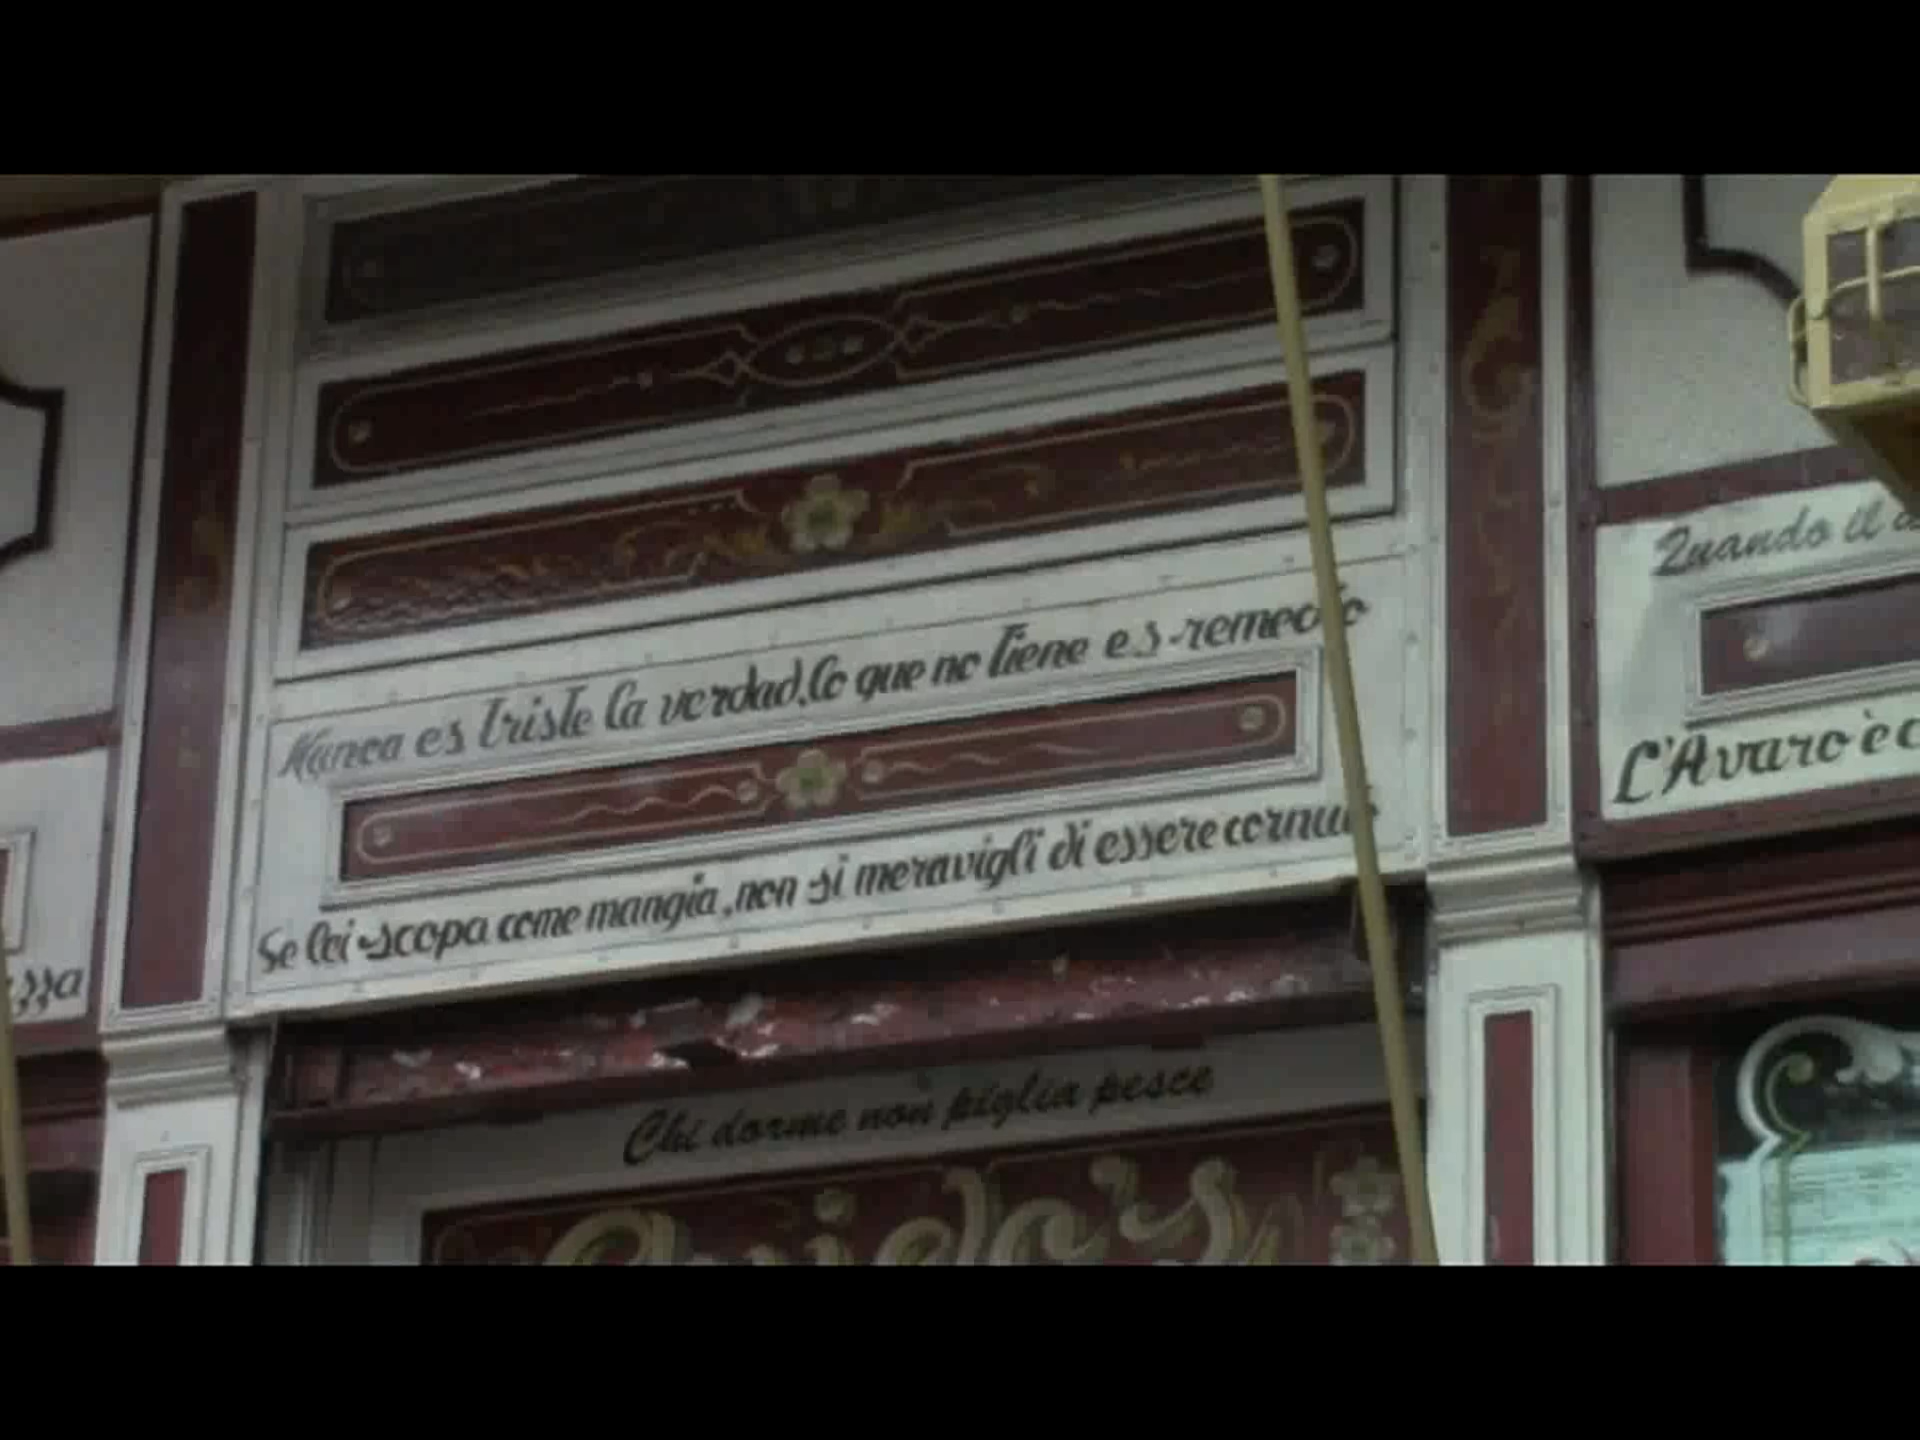 Nunca es triste la verdad, lo que no tiene es remedio
Se lei scopa come mangia, non si meravigli di essere
Chi dorme non piglia pesce
Guido's
Quando il
L'Avaro è